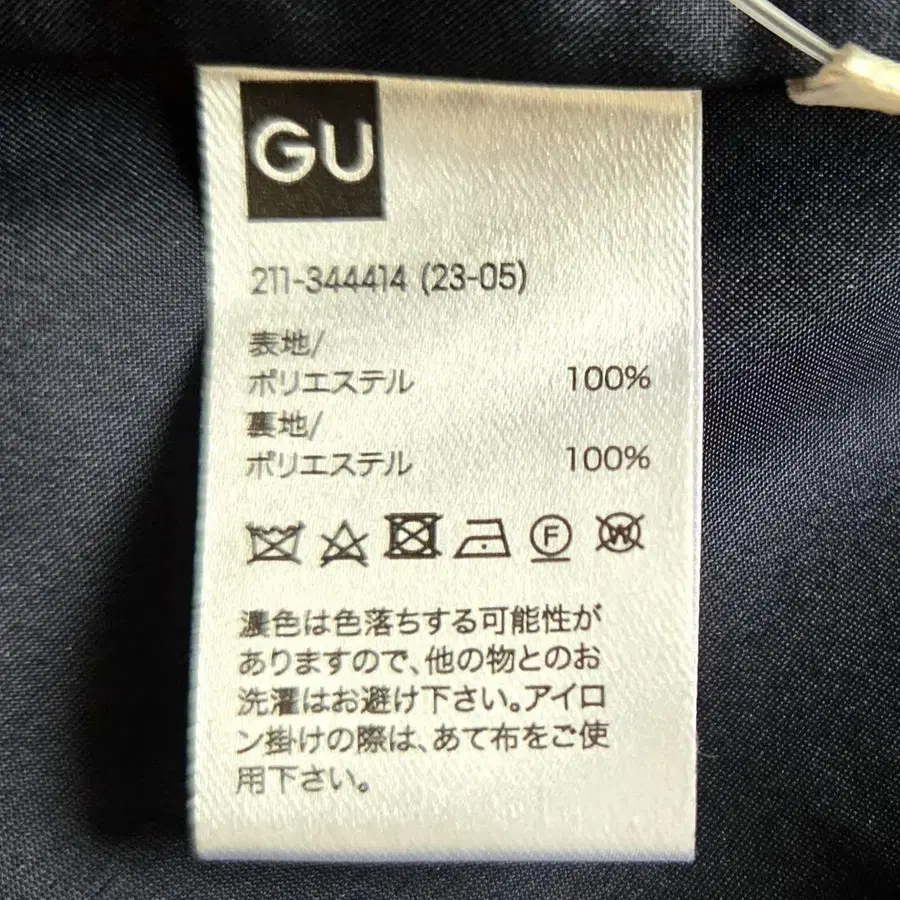 GU
211-344414 (23-05)
表地/
ポリエステル 100%
裏地/
ポリエステル 100%
F
W
濃色は色落ちする可能性が
ありますので、他の物とのお
洗濯はお避け下さい。アイロ
ン掛けの際は、あて布をご使
用下さい。